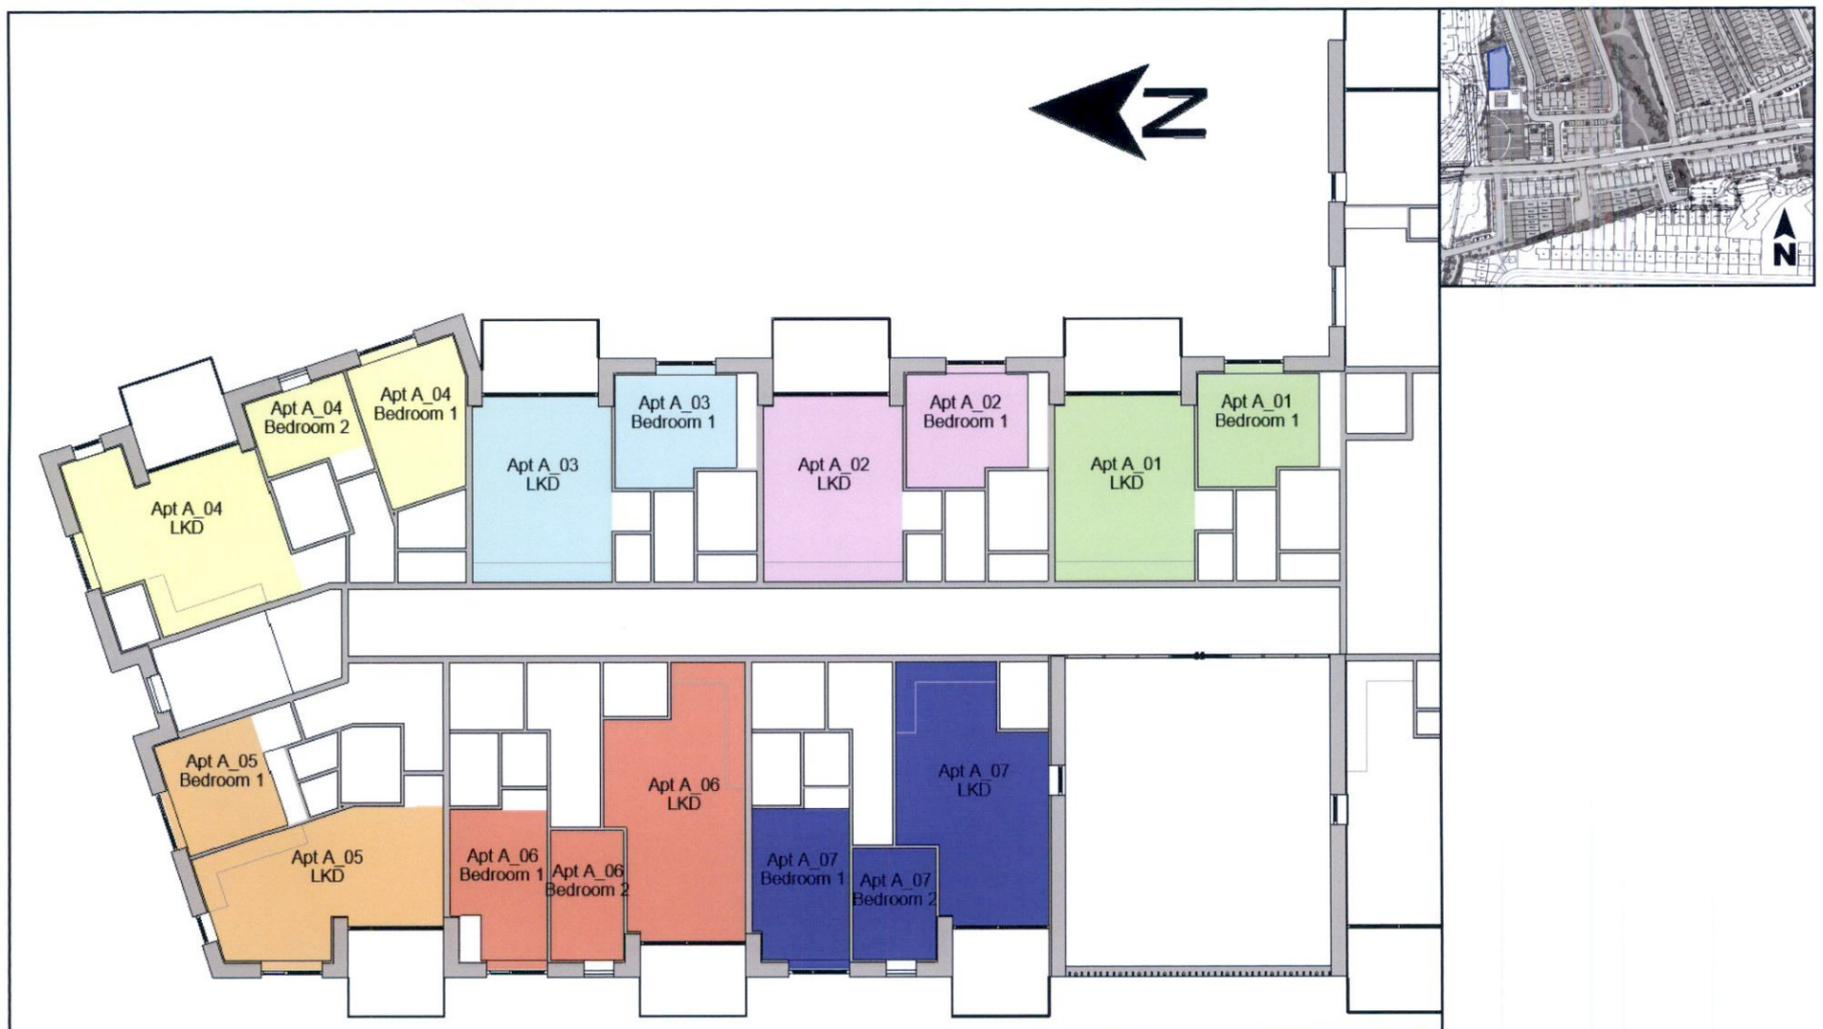 N
N
Apt A_04
Bedroom 1
Apt A_04
Bedroom 2
Apt A_03
Bedroom 1
Apt A_02
Bedroom 1
Apt A_01
Bedroom 1
Apt A_04
LKD
Apt A_03
LKD
Apt A_02
LKD
Apt A_01
LKD
Apt A_05
Bedroom 1
Apt A_05
LKD
Apt A_06
LKD
Apt A_06
Bedroom 1
Apt A_06
Bedroom 2
Apt A_07
LKD
Apt A_07
Bedroom 1
Apt A_07
Bedroom 2